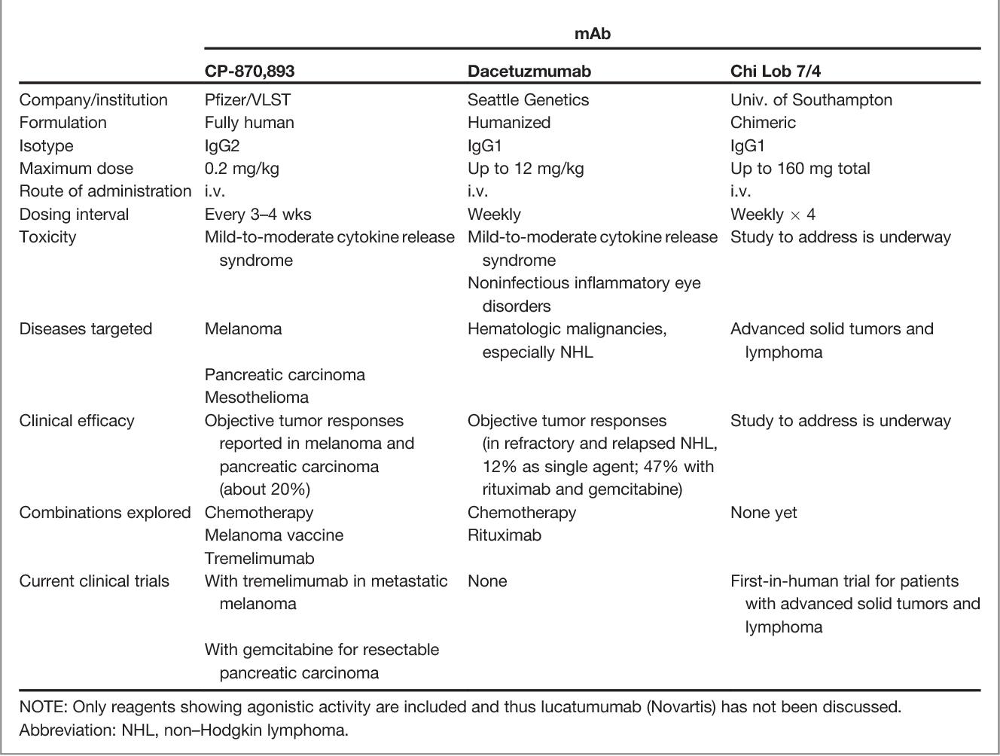 mAb
CP-870,893 Dacetuzmumab Chi Lob 7/4
Company/institution Pfizer/VLST Seattle Genetics Univ. of Southampton
Formulation Fully human Humanized Chimeric
Isotype IgG2 IgG1 IgG1
Maximum dose 0.2 mg/kg Up to 12 mg/kg Up to 160 mg total
Route of administration i.v. i.v. i.v.
Dosing interval Every 3–4 wks Weekly Weekly × 4
Toxicity Mild-to-moderate cytokine release Mild-to-moderate cytokine release Study to address is underway
syndrome syndrome
Noninfectious inflammatory eye
disorders
Diseases targeted Melanoma Hematologic malignancies, Advanced solid tumors and
especially NHL lymphoma
Pancreatic carcinoma
Mesothelioma
Clinical efficacy Objective tumor responses Objective tumor responses Study to address is underway
reported in melanoma and (in refractory and relapsed NHL,
pancreatic carcinoma 12% as single agent; 47% with
(about 20%) rituximab and gemcitabine)
Combinations explored Chemotherapy Chemotherapy None yet
Melanoma vaccine Rituximab
Tremelimumab
Current clinical trials With tremelimumab in metastatic None First-in-human trial for patients
melanoma with advanced solid tumors and
lymphoma
With gemcitabine for resectable
pancreatic carcinoma
NOTE: Only reagents showing agonistic activity are included and thus lucatumumab (Novartis) has not been discussed.
Abbreviation: NHL, non–Hodgkin lymphoma.